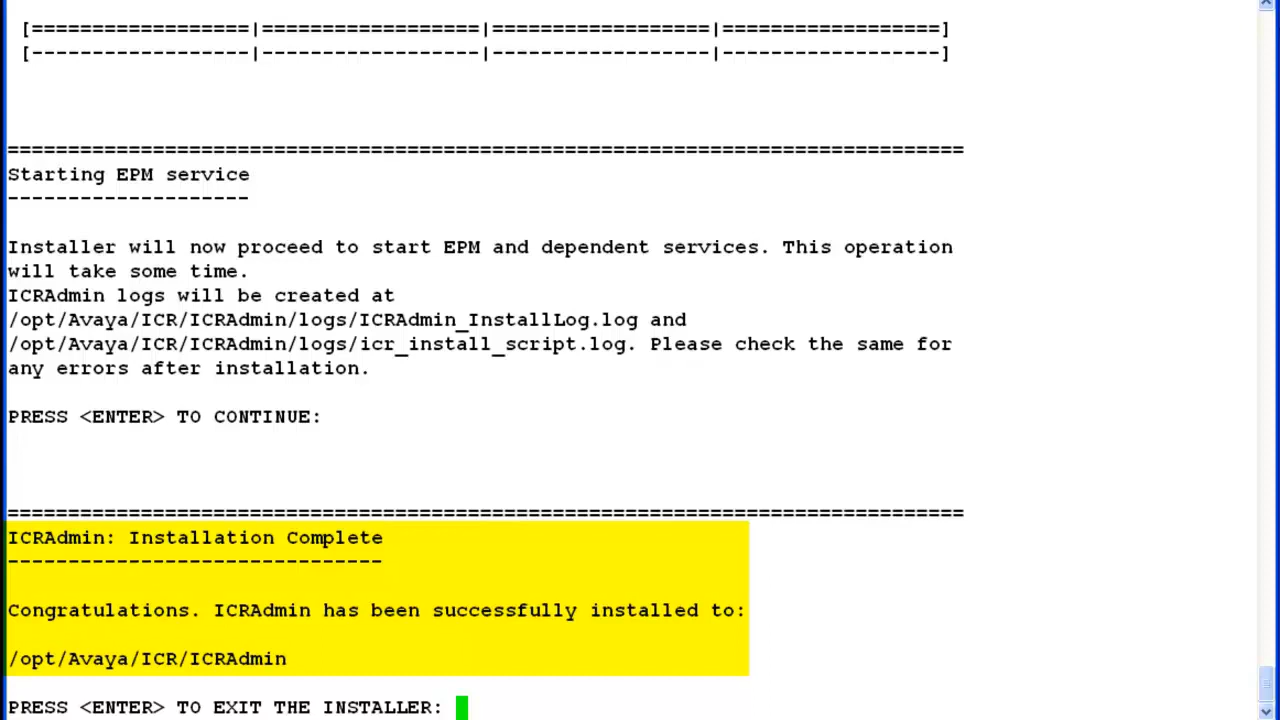 [==================|==================|==================|==================]
[------------------|------------------|------------------|------------------]
===============================================================================
Starting EPM service
--------------------
Installer will now proceed to start EPM and dependent services. This operation
will take some time.
ICRAdmin logs will be created at
/opt/Avaya/ICR/ICRAdmin/logs/ICRAdmin_InstallLog.log and
/opt/Avaya/ICR/ICRAdmin/logs/icr_install_script.log. Please check the same for
any errors after installation.
PRESS <ENTER> TO CONTINUE:
===============================================================================
ICRAdmin: Installation Complete
-------------------------------
Congratulations. ICRAdmin has been successfully installed to:
/opt/Avaya/ICR/ICRAdmin
PRESS <ENTER> TO EXIT THE INSTALLER: